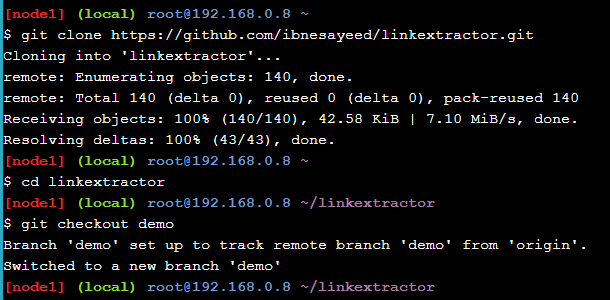 [node1] (local) root@192.168.0.8 ~
$ git clone https://github.com/ibnesayeed/linkextractor.git
Cloning into 'linkextractor'...
remote: Enumerating objects: 140, done.
remote: Total 140 (delta 0), reused 0 (delta 0), pack-reused 140
Receiving objects: 100% (140/140), 42.58 KiB | 7.10 MiB/s, done.
Resolving deltas: 100% (43/43), done.
[node1] (local) root@192.168.0.8 ~
$ cd linkextractor
[node1] (local) root@192.168.0.8 ~/linkextractor
$ git checkout demo
Branch 'demo' set up to track remote branch 'demo' from 'origin'.
Switched to a new branch 'demo'
[node1] (local) root@192.168.0.8 ~/linkextractor